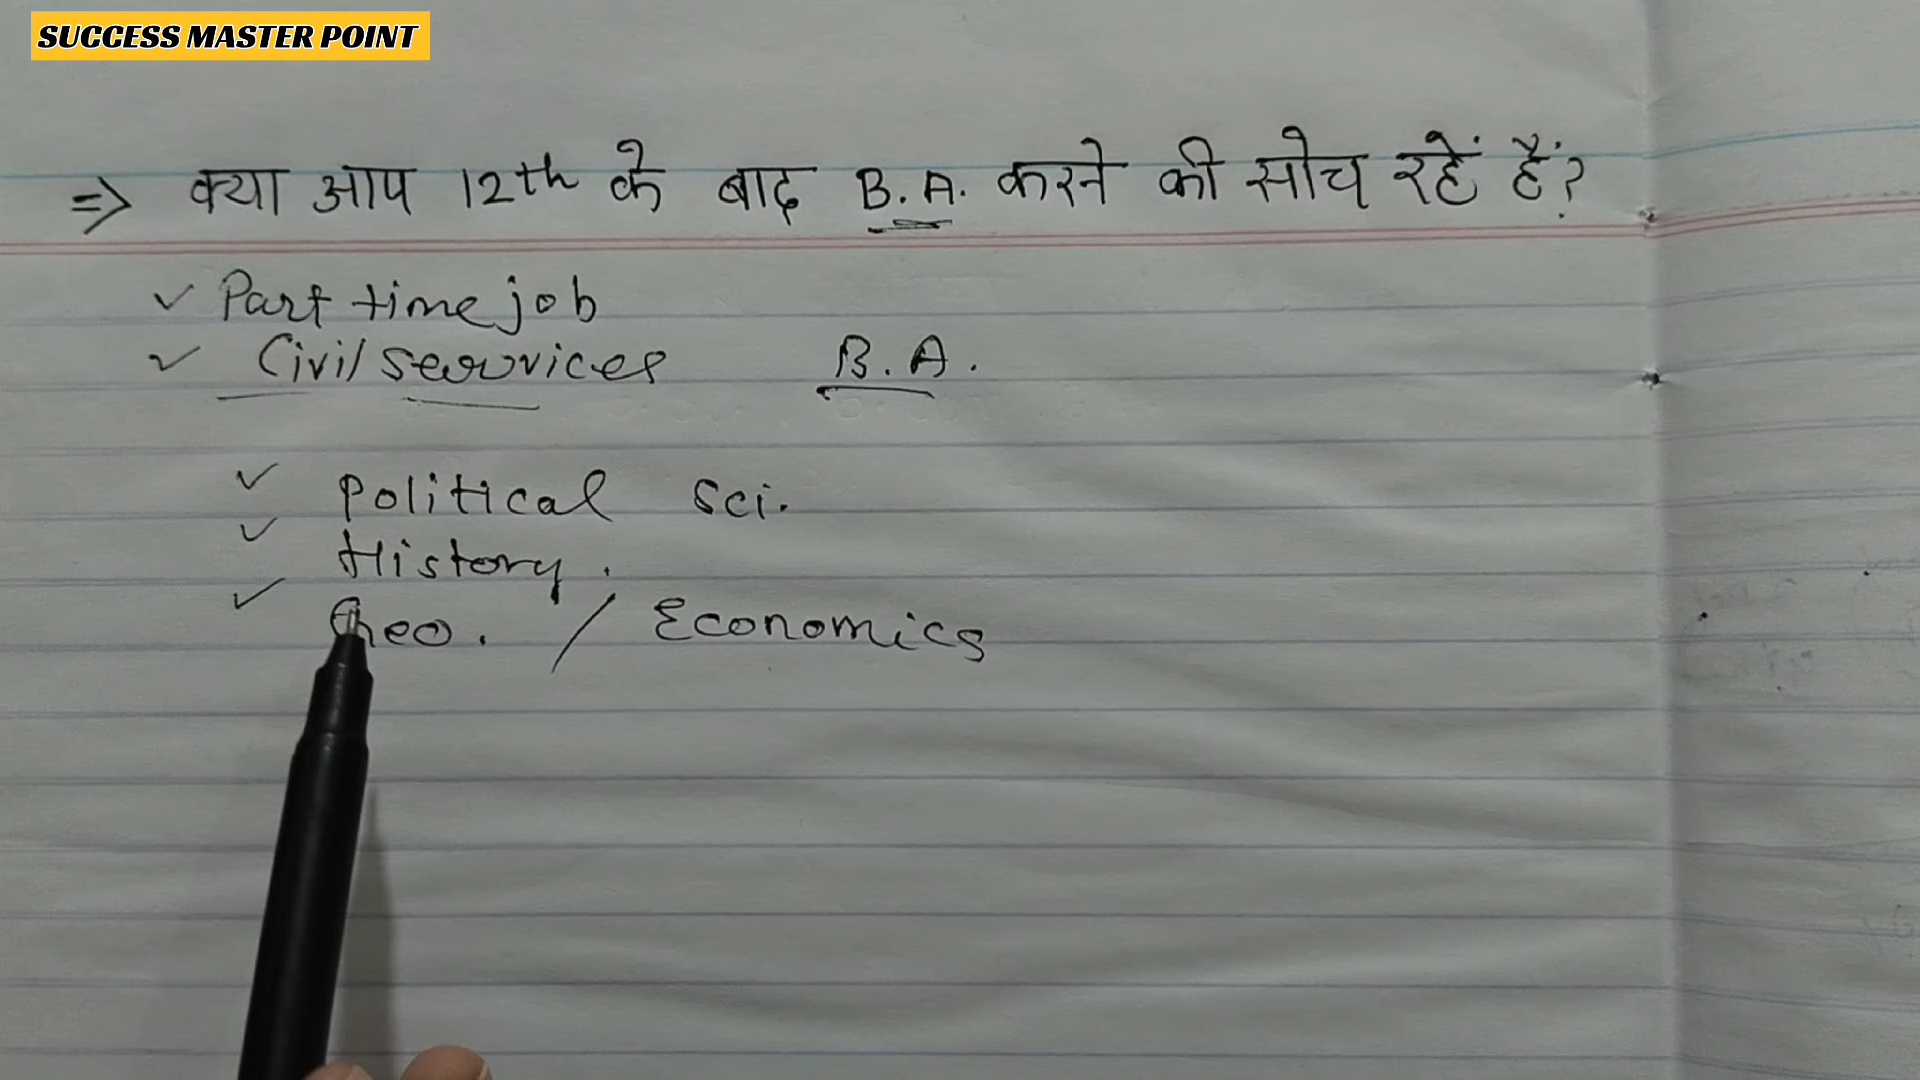 SUCCESS MASTER POINT
=> क्या आप 12th के बाद B.A. करने की सोच रहें हैं?
✓ Part time job
✓ Civil services B.A.
✓ Political Sci.
✓ History.
✓ Geo. / Economics